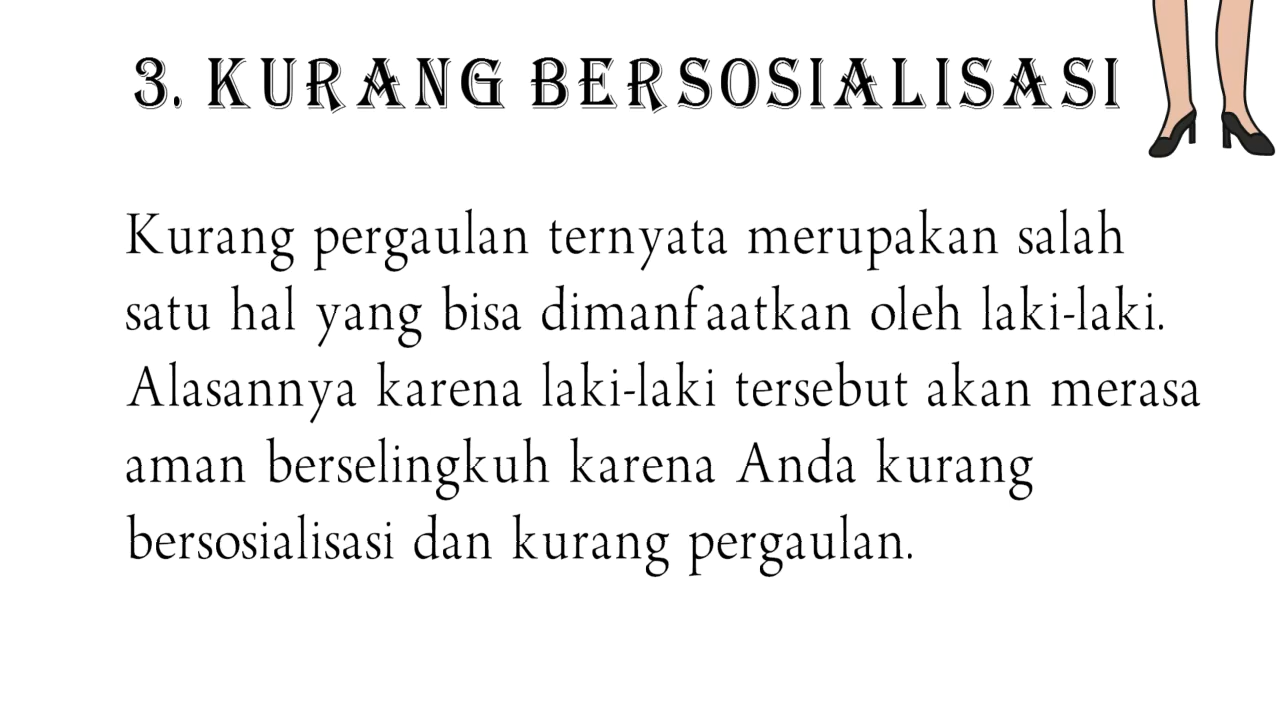 3. KURANG BERSOSIALISASI
Kurang pergaulan ternyata merupakan salah
satu hal yang bisa dimanfaatkan oleh laki-laki.
Alasannya karena laki-laki tersebut akan merasa
aman berselingkuh karena Anda kurang
bersosialisasi dan kurang pergaulan.